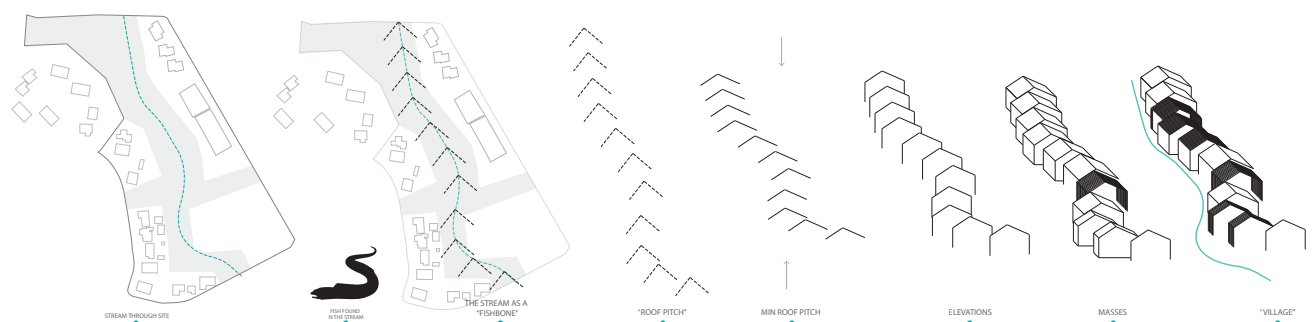 STREAM THROUGH SITE
FISH FOUND
IN THE STREAM
THE STREAM AS A
"FISHBONE"
"ROOF PITCH"
MIN ROOF PITCH
ELEVATIONS
MASSES
"VILLAGE"